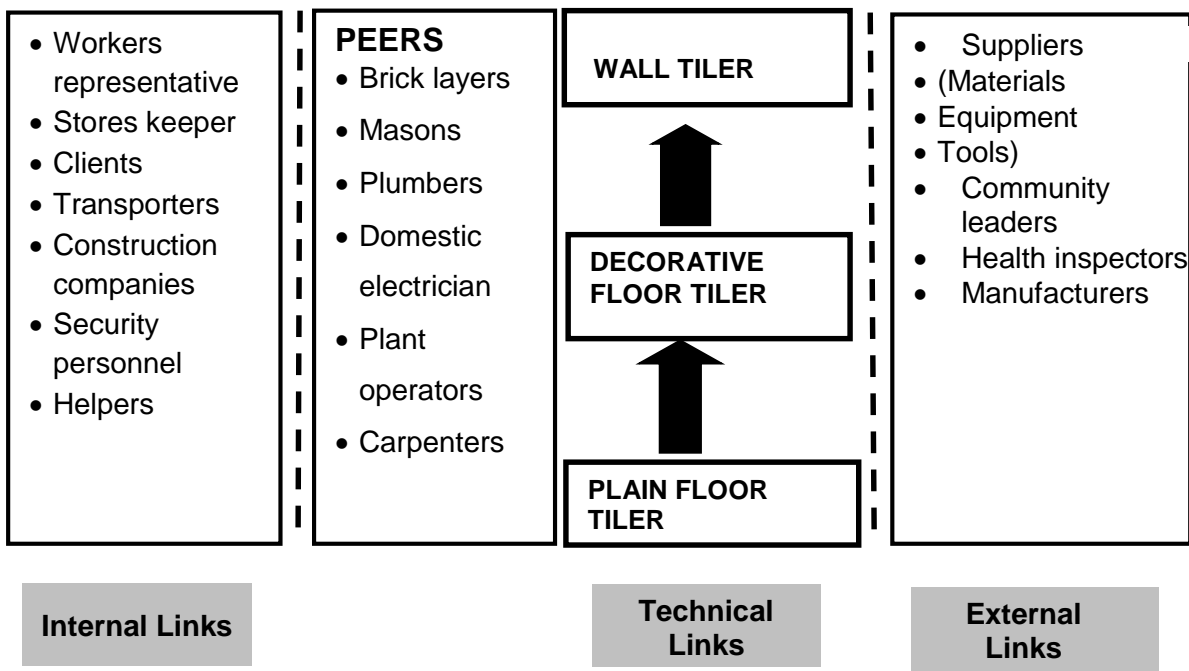 • Workers
representative
• Stores keeper
• Clients
• Transporters
• Construction
companies
• Security
personnel
• Helpers
PEERS
• Brick layers
• Masons
• Plumbers
• Domestic
electrician
• Plant
operators
• Carpenters
WALL TILER
DECORATIVE
FLOOR TILER
PLAIN FLOOR
TILER
• Suppliers
• (Materials
• Equipment
• Tools)
• Community
leaders
• Health inspectors
• Manufacturers
Internal Links
Technical
Links
External
Links